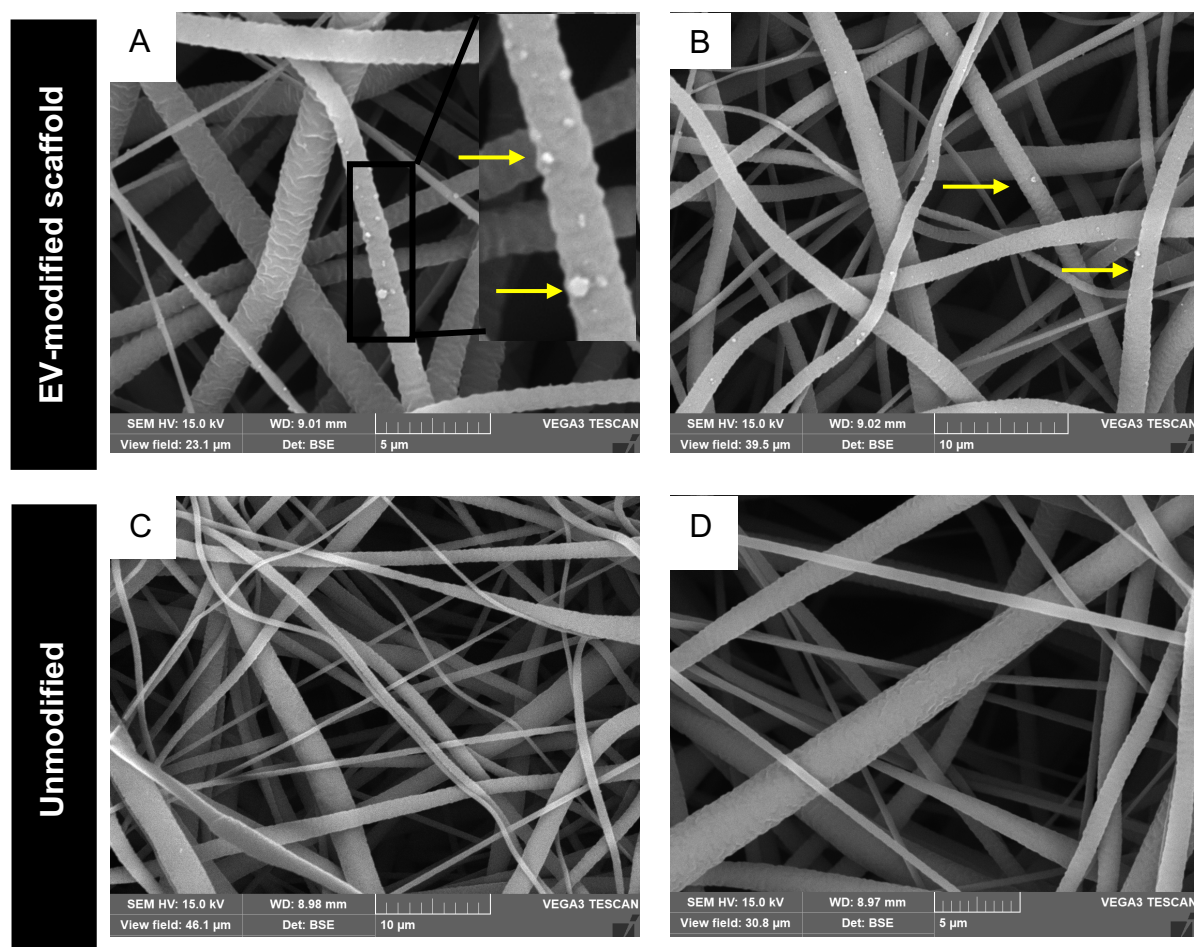 EV-modified scaffold
A
SEM HV: 15.0 kV WD: 9.01 mm VEGA3 TESCAN
View field: 23.1 µm Det: BSE 5 µm
B
SEM HV: 15.0 kV WD: 9.02 mm VEGA3 TESCAN
View field: 39.5 µm Det: BSE 10 µm
Unmodified
C
SEM HV: 15.0 kV WD: 8.98 mm VEGA3 TESCAN
View field: 46.1 µm Det: BSE 10 µm
D
SEM HV: 15.0 kV WD: 8.97 mm VEGA3 TESCAN
View field: 30.8 µm Det: BSE 5 µm